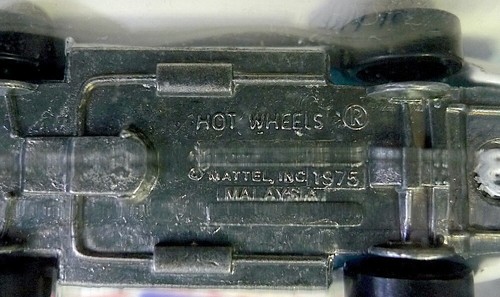 HOT WHEELS ®
© MATTEL, INC. 1975
MALAYSIA